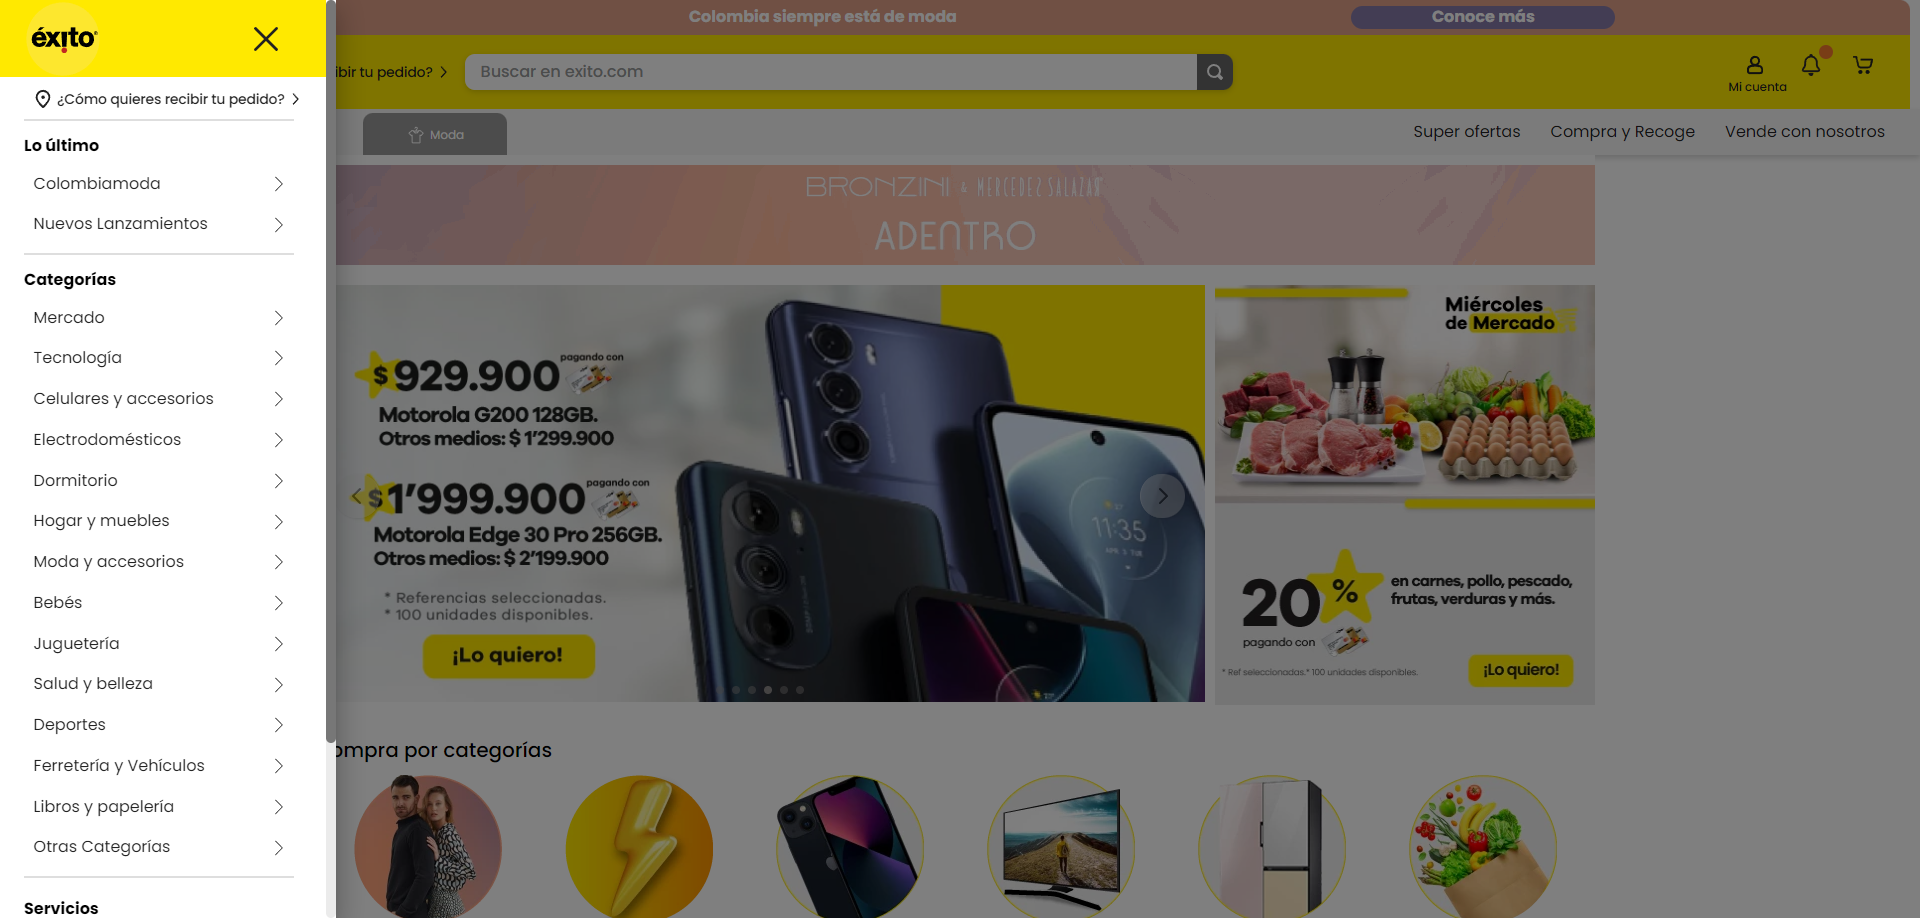 éxito
¿Cómo quieres recibir tu pedido?
Lo último
Colombiamoda
Nuevos Lanzamientos
Categorías
Mercado
Tecnología
Celulares y accesorios
Electrodomésticos
Dormitorio
Hogar y muebles
Moda y accesorios
Bebés
Juguetería
Salud y belleza
Deportes
Ferretería y Vehículos
Libros y papelería
Otras Categorías
Servicios
Colombia siempre está de moda
Conoce más
ibir tu pedido?
Buscar en exito.com
Mi cuenta
Moda
Super ofertas
Compra y Recoge
Vende con nosotros
BRONZINI & MERCEDES SALAZAR
ADENTRO
$929.900
pagando con
Motorola G200 128GB.
Otros medios: $ 1'299.900
$1'999.900
pagando con
Motorola Edge 30 Pro 256GB.
Otros medios: $ 2'199.900
* Referencias seleccionadas.
* 100 unidades disponibles.
¡Lo quiero!
11:35
Miércoles
de Mercado
20%
en carnes, pollo, pescado,
frutas, verduras y más.
pagando con
* Ref seleccionadas.* 100 unidades disponibles.
¡Lo quiero!
ompra por categorías